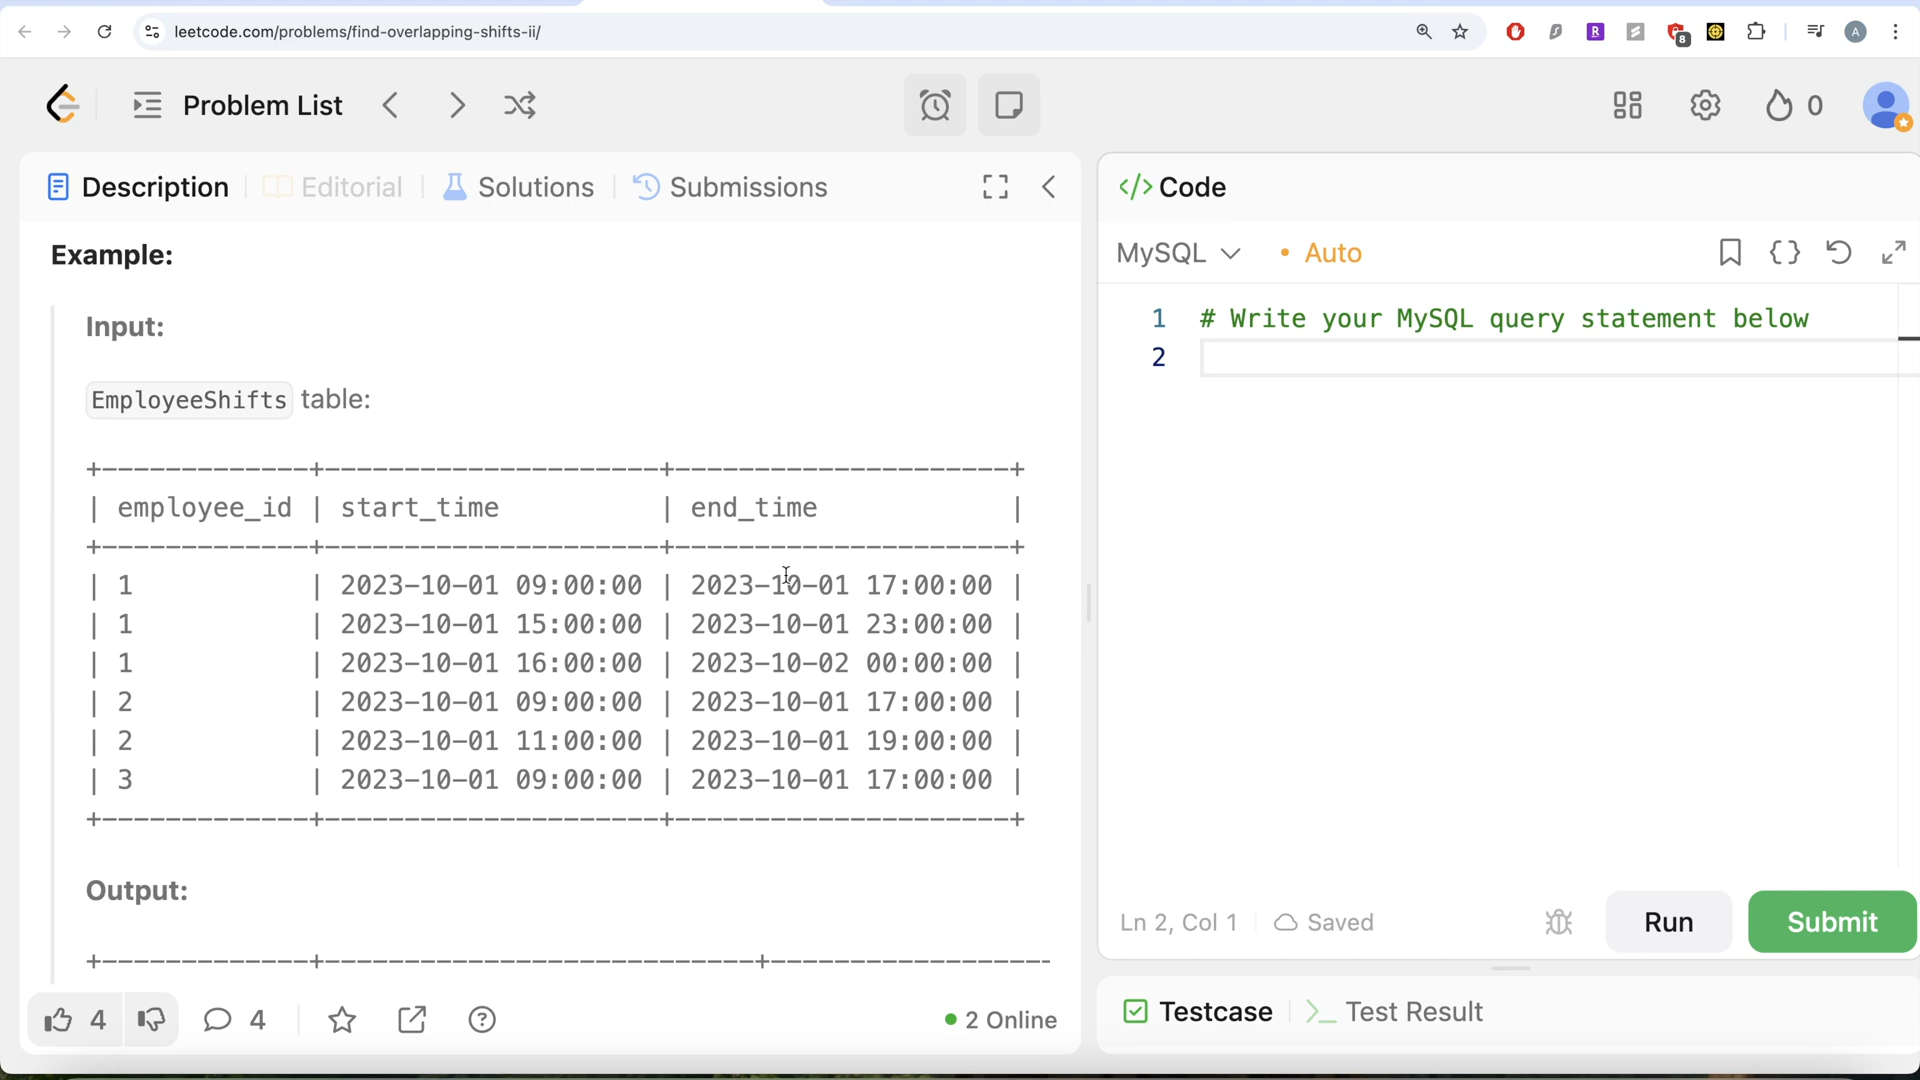 leetcode.com/problems/find-overlapping-shifts-ii/
8
A
Problem List
0
Description
Editorial
Solutions
Submissions
Example:
Input:
EmployeeShifts table:
+-------------+---------------------+---------------------+
| employee_id | start_time          | end_time            |
+-------------+---------------------+---------------------+
| 1           | 2023-10-01 09:00:00 | 2023-10-01 17:00:00 |
| 1           | 2023-10-01 15:00:00 | 2023-10-01 23:00:00 |
| 1           | 2023-10-01 16:00:00 | 2023-10-02 00:00:00 |
| 2           | 2023-10-01 09:00:00 | 2023-10-01 17:00:00 |
| 2           | 2023-10-01 11:00:00 | 2023-10-01 19:00:00 |
| 3           | 2023-10-01 09:00:00 | 2023-10-01 17:00:00 |
+-------------+---------------------+---------------------+
Output:
+-------------+---------------------------+------------------
4
4
2 Online
</> Code
MySQL
• Auto
1 # Write your MySQL query statement below
2
Ln 2, Col 1
Saved
Run
Submit
Testcase
>_ Test Result